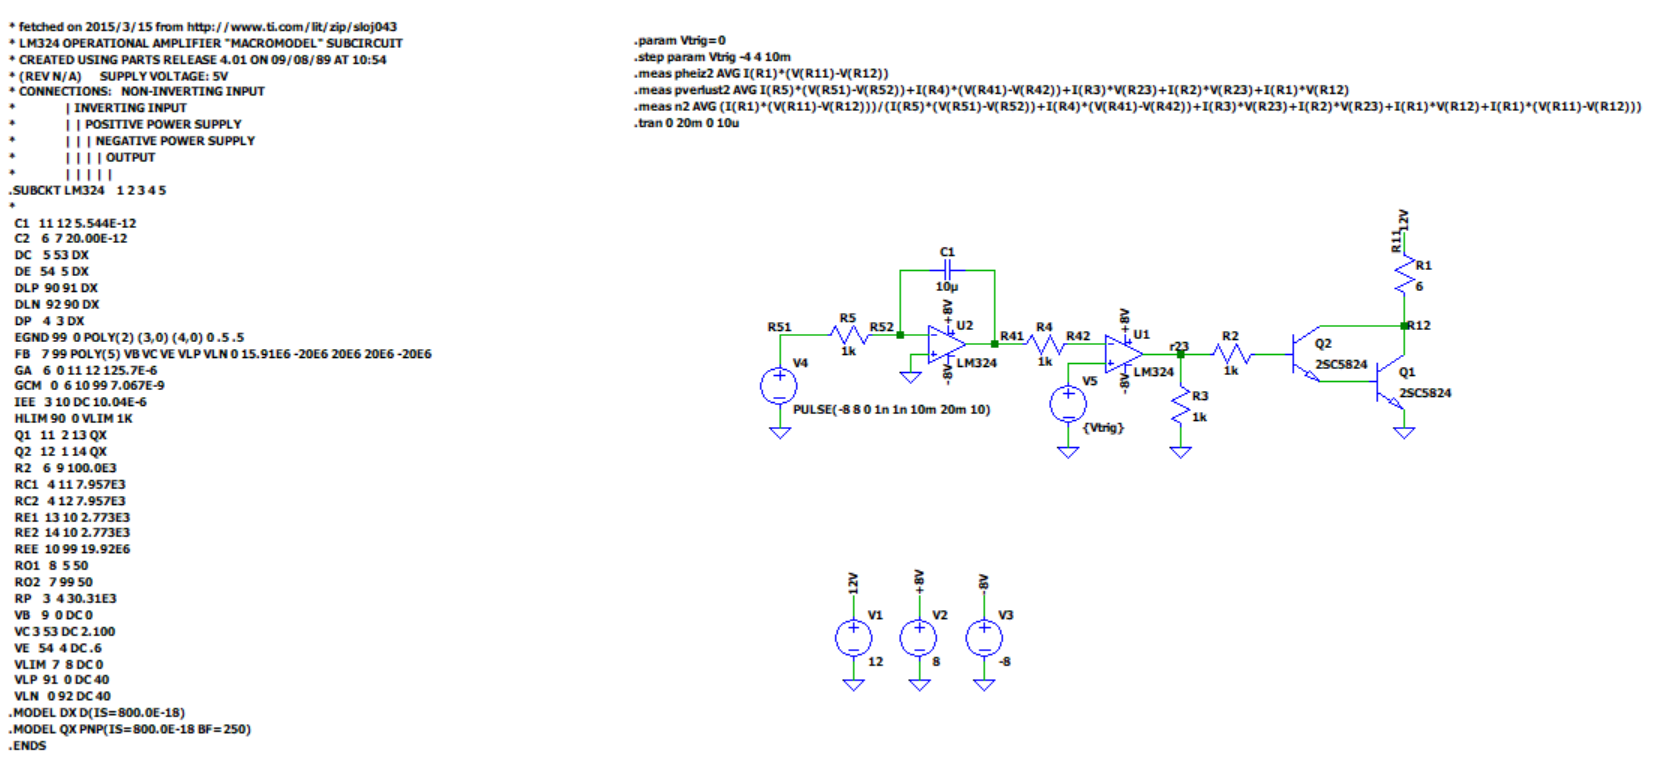 * fetched on 2015/3/15 from http://www.ti.com/lit/zip/sloj043
* LM324 OPERATIONAL AMPLIFIER "MACROMODEL" SUBCIRCUIT
* CREATED USING PARTS RELEASE 4.01 ON 09/08/89 AT 10:54
* (REV N/A) SUPPLY VOLTAGE: 5V
* CONNECTIONS: NON-INVERTING INPUT
* | INVERTING INPUT
* | | POSITIVE POWER SUPPLY
* | | | NEGATIVE POWER SUPPLY
* | | | | OUTPUT
* | | | | |
.SUBCKT LM324 1 2 3 4 5
*
C1 11 12 5.544E-12
C2 6 7 20.00E-12
DC 5 53 DX
DE 54 5 DX
DLP 90 91 DX
DLN 92 90 DX
DP 4 3 DX
EGND 99 0 POLY(2) (3,0) (4,0) 0 .5 .5
FB 7 99 POLY(5) VB VC VE VLP VLN 0 15.91E6 -20E6 20E6 20E6 -20E6
GA 6 0 11 12 125.7E-6
GCM 0 6 10 99 7.067E-9
IEE 3 10 DC 10.04E-6
HLIM 90 0 VLIM 1K
Q1 11 2 13 QX
Q2 12 1 14 QX
R2 6 9 100.0E3
RC1 4 11 7.957E3
RC2 4 12 7.957E3
RE1 13 10 2.773E3
RE2 14 10 2.773E3
REE 10 99 19.92E6
RO1 8 5 50
RO2 7 99 50
RP 3 4 30.31E3
VB 9 0 DC 0
VC 3 53 DC 2.100
VE 54 4 DC .6
VLIM 7 8 DC 0
VLP 91 0 DC 40
VLN 0 92 DC 40
.MODEL DX D(IS=800.0E-18)
.MODEL QX PNP(IS=800.0E-18 BF=250)
.ENDS
.param Vtrig=0
.step param Vtrig -4 4 10m
.meas pheiz2 AVG I(R1)*(V(R11)-V(R12))
.meas pverlust2 AVG I(R5)*(V(R51)-V(R52))+I(R4)*(V(R41)-V(R42))+I(R3)*V(R23)+I(R2)*V(R23)+I(R1)*V(R12)
.meas n2 AVG (I(R1)*(V(R11)-V(R12)))/(I(R5)*(V(R51)-V(R52))+I(R4)*(V(R41)-V(R42))+I(R3)*V(R23)+I(R2)*V(R23)+I(R1)*V(R12)+I(R1)*(V(R11)-V(R12)))
.tran 0 20m 0 10u
R51
R5
1k
R52
C1
10µ
+8V
U2
LM324
-8V
V4
PULSE(-8 8 0 1n 1n 10m 20m 10)
R41
R4
1k
R42
+8V
U1
LM324
-8V
V5
{Vtrig}
r23
R3
1k
R2
1k
Q2
2SC5824
Q1
2SC5824
12V
R11
R1
6
R12
12V
V1
12
+8V
V2
8
-8V
V3
-8